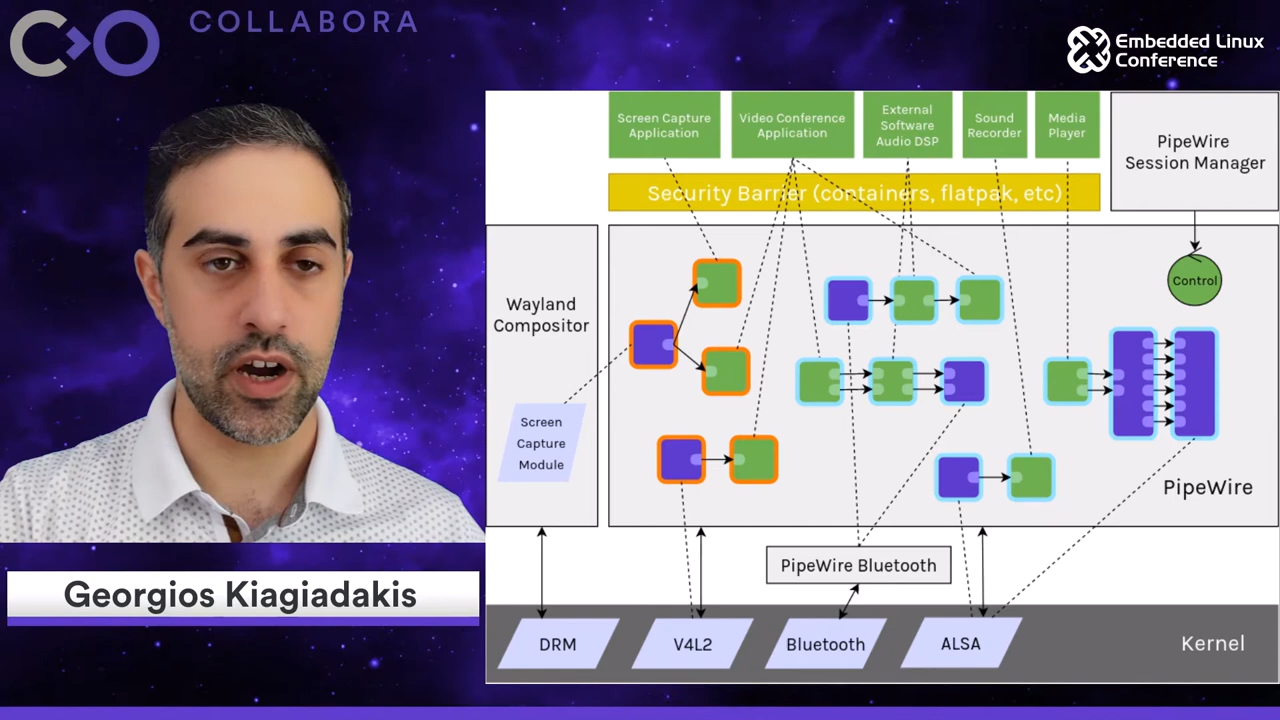 COLLABORA
Embedded Linux
Conference
Screen Capture
Application
Video Conference
Application
External
Software
Audio DSP
Sound
Recorder
Media
Player
PipeWire
Session Manager
Security Barrier (containers, flatpak, etc)
Wayland
Compositor
Control
Screen
Capture
Module
PipeWire
PipeWire Bluetooth
Georgios Kiagiadakis
DRM
V4L2
Bluetooth
ALSA
Kernel